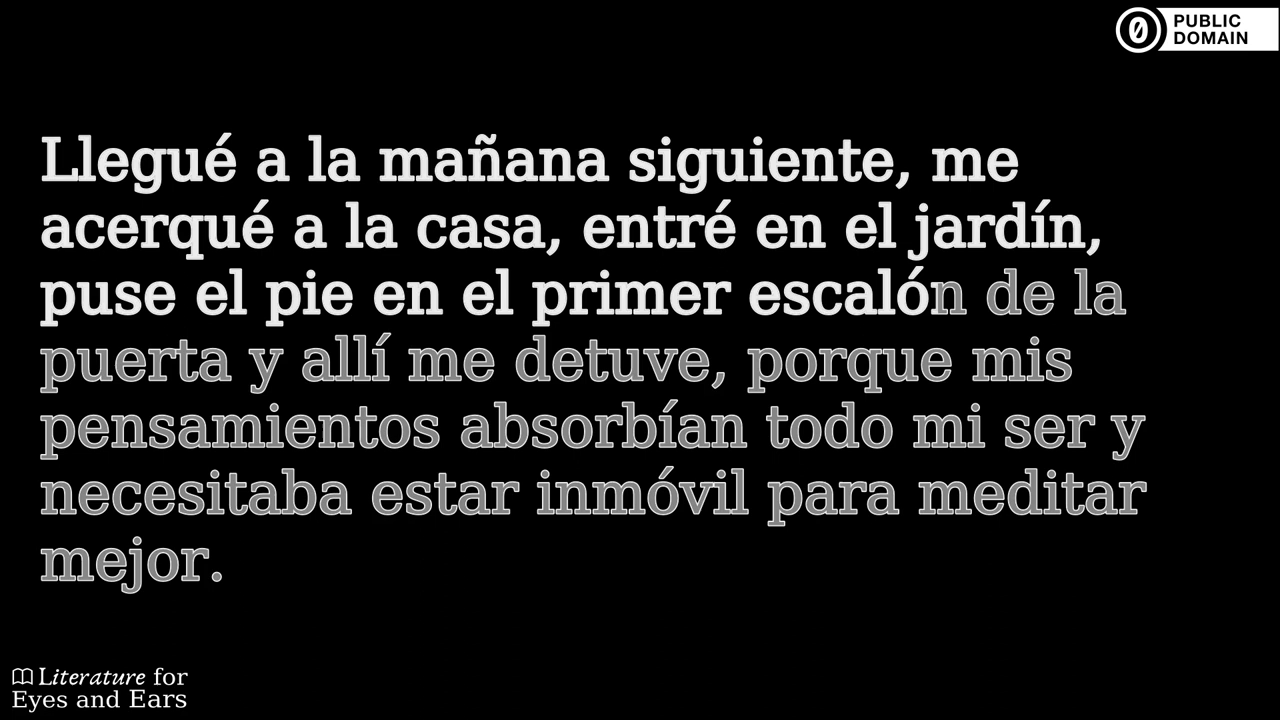 PUBLIC
DOMAIN
Llegué a la mañana siguiente, me
acerqué a la casa, entré en el jardín,
puse el pie en el primer escalón de la
puerta y allí me detuve, porque mis
pensamientos absorbían todo mi ser y
necesitaba estar inmóvil para meditar
mejor.
Literature for
Eyes and Ears